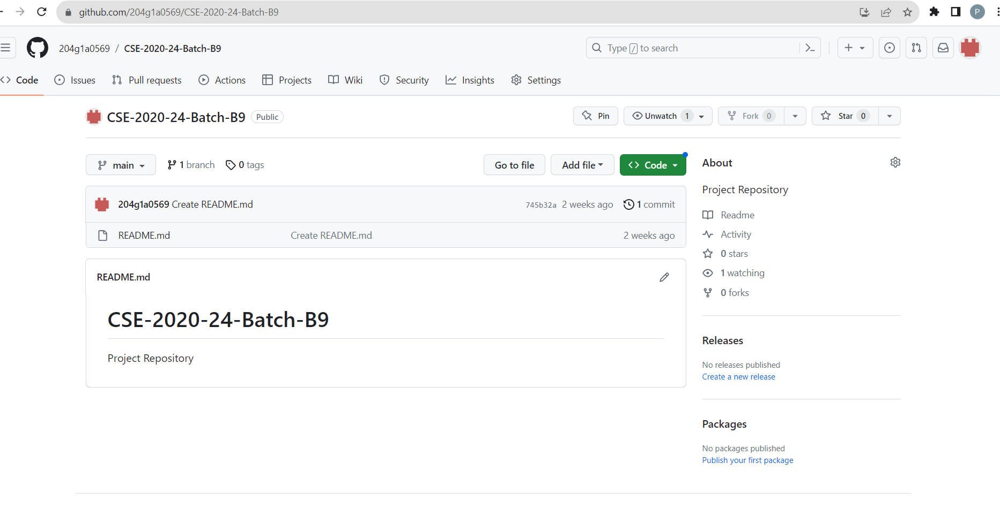 github.com/204g1a0569/CSE-2020-24-Batch-B9
P
204g1a0569 / CSE-2020-24-Batch-B9
Type / to search
Code Issues Pull requests Actions Projects Wiki Security Insights Settings
CSE-2020-24-Batch-B9 Public
Pin Unwatch 1 Fork 0 Star 0
main 1 branch 0 tags Go to file Add file Code
204g1a0569 Create README.md 745b32a 2 weeks ago 1 commit
README.md Create README.md 2 weeks ago
README.md
CSE-2020-24-Batch-B9
Project Repository
About
Project Repository
Readme
Activity
0 stars
1 watching
0 forks
Releases
No releases published
Create a new release
Packages
No packages published
Publish your first package